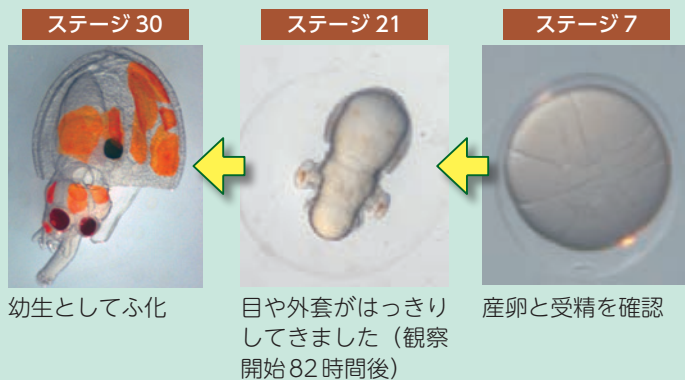 ステージ 30
幼生としてふ化
ステージ 21
目や外套がはっきり
してきました（観察
開始82時間後）
ステージ 7
産卵と受精を確認